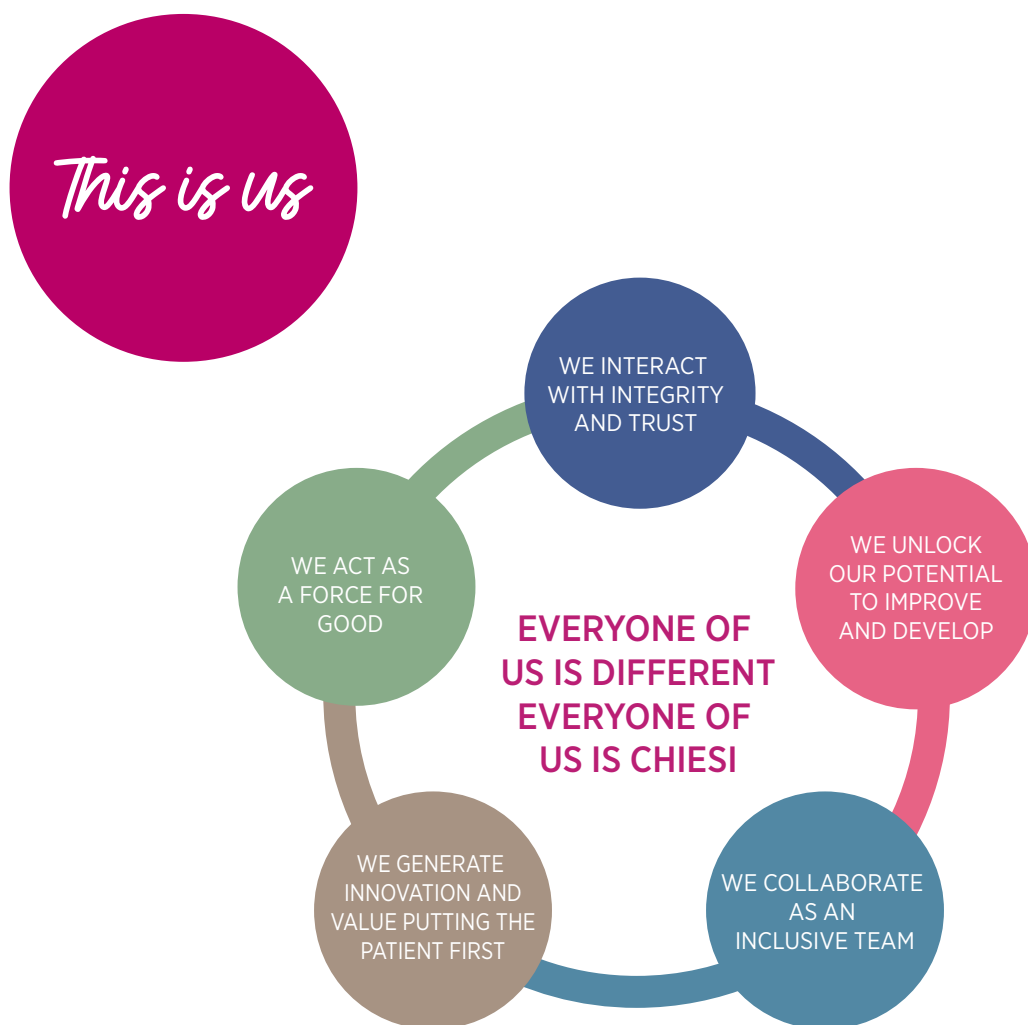 This is us
WE INTERACT
WITH INTEGRITY
AND TRUST
WE UNLOCK
OUR POTENTIAL
TO IMPROVE
AND DEVELOP
WE COLLABORATE
AS AN
INCLUSIVE TEAM
WE GENERATE
INNOVATION AND
VALUE PUTTING THE
PATIENT FIRST
WE ACT AS
A FORCE FOR
GOOD
EVERYONE OF
US IS DIFFERENT
EVERYONE OF
US IS CHIESI